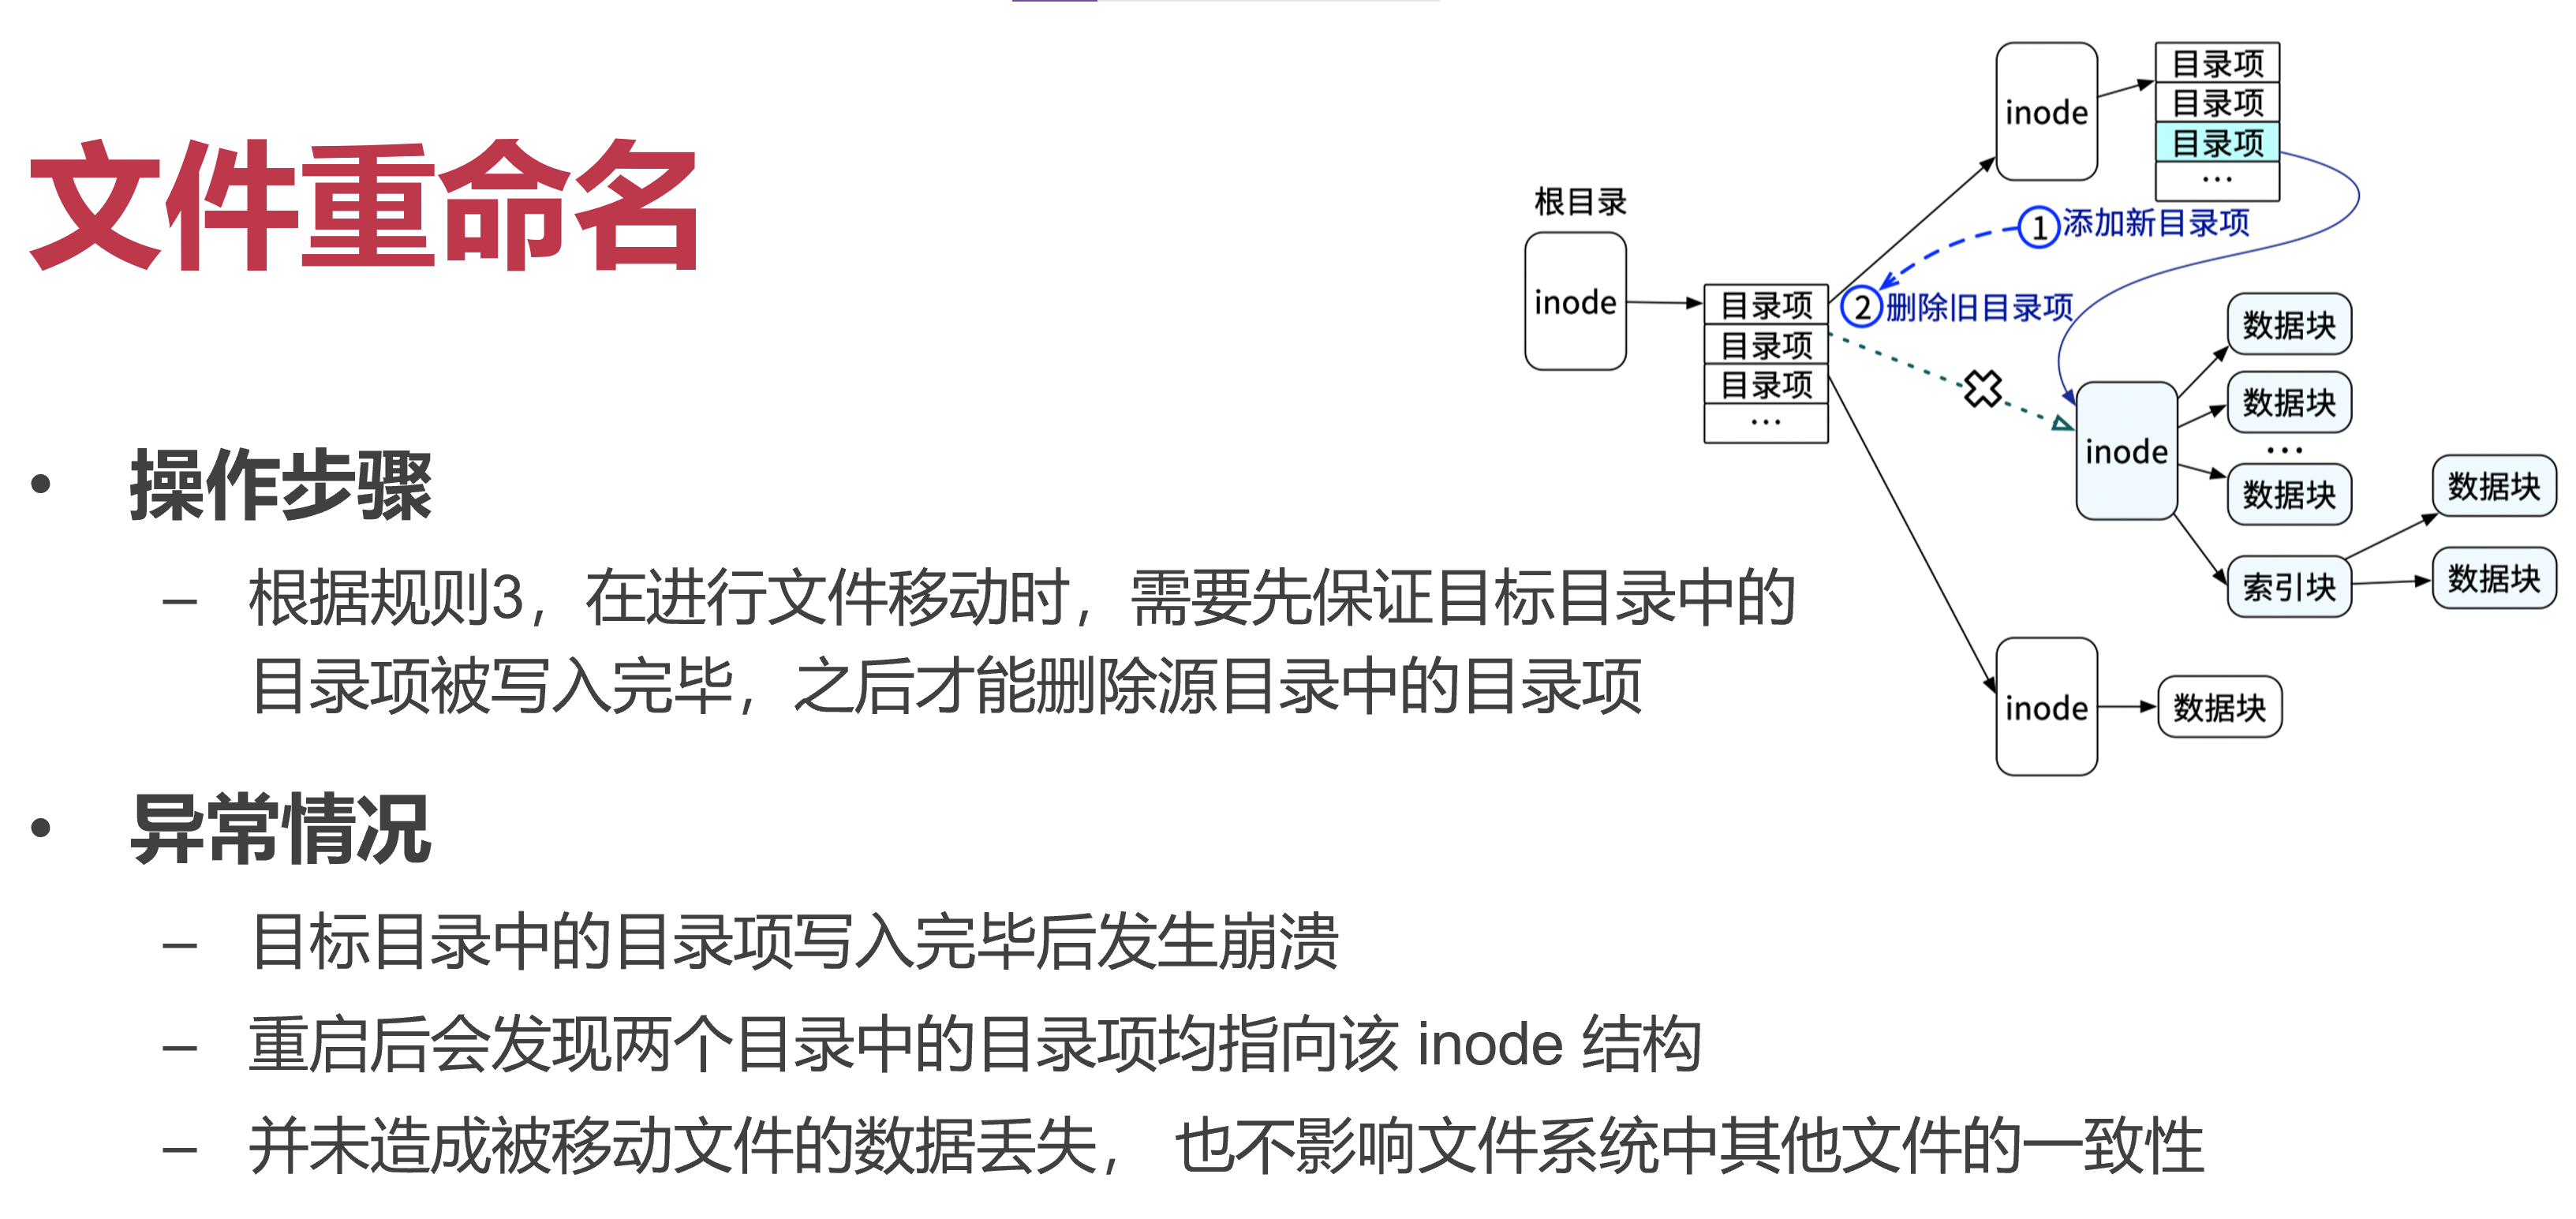 文件重命名
• 操作步骤
– 根据规则3，在进行文件移动时，需要先保证目标目录中的
目录项被写入完毕，之后才能删除源目录中的目录项
• 异常情况
– 目标目录中的目录项写入完毕后发生崩溃
– 重启后会发现两个目录中的目录项均指向该 inode 结构
– 并未造成被移动文件的数据丢失， 也不影响文件系统中其他文件的一致性
根目录
inode
目录项
目录项
目录项
…
inode
目录项
目录项
目录项
…
1 添加新目录项
2 删除旧目录项
inode
数据块
数据块
…
数据块
索引块
数据块
数据块
inode
数据块